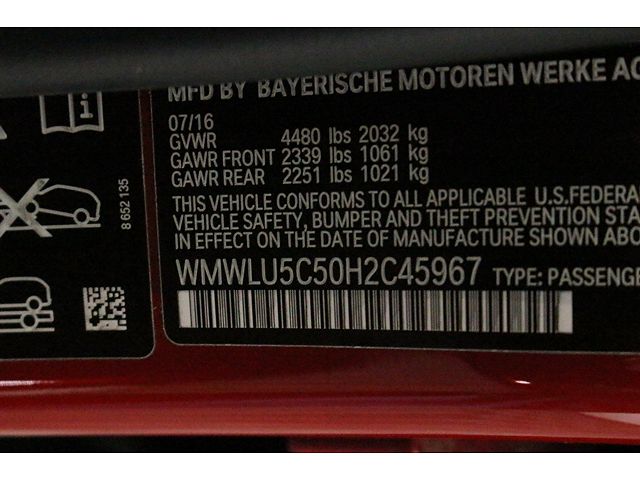 MFD BY BAYERISCHE MOTOREN WERKE AG
07/16
GVWR 4480 lbs 2032 kg
GAWR FRONT 2339 lbs 1061 kg
GAWR REAR 2251 lbs 1021 kg
THIS VEHICLE CONFORMS TO ALL APPLICABLE U.S.FEDERA
VEHICLE SAFETY, BUMPER AND THEFT PREVENTION STA
IN EFFECT ON THE DATE OF MANUFACTURE SHOWN ABO
WMWLU5C50H2C45967 TYPE: PASSENGE
8 652 135